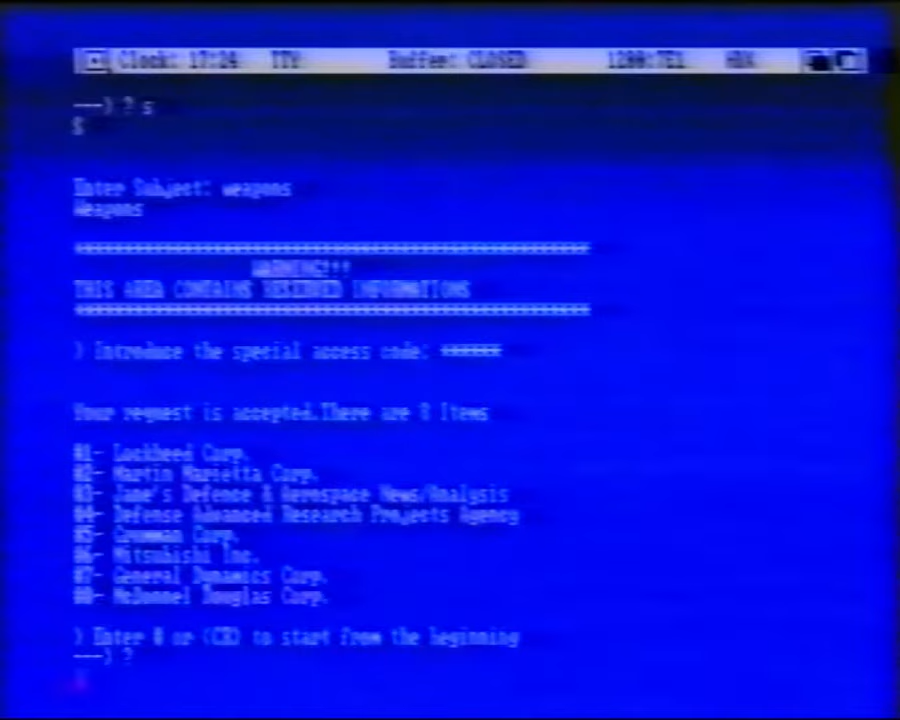 Clock: 17:20 TTY Buffer: CLOSED 1200:7E1
---) ? s
S
Enter Subject: weapons
Weapons
****************************************************
WARNING!!!
THIS AREA CONTAINS RESERVED INFORMATIONS
****************************************************
) Introduce the special access code: ******
Your request is accepted.There are 8 Items
01- Lockheed Corp.
02- Martin Marietta Corp.
03- Jane's Defence & Aerospace News/Analysis
04- Defense Advanced Research Projects Agency
05- Grumman Corp.
06- Mitsubishi Inc.
07- General Dynamics Corp.
08- McDonnel Douglas Corp.
) Enter # or (CR) to start from the beginning
---) ?